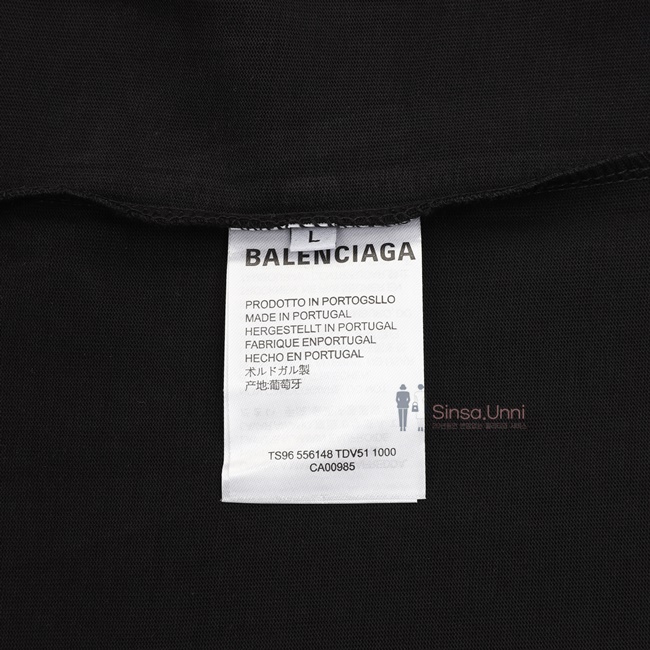 L
BALENCIAGA
PRODOTTO IN PORTOGSLLO
MADE IN PORTUGAL
HERGESTELLT IN PORTUGAL
FABRIQUE ENPORTUGAL
HECHO EN PORTUGAL
ポルドガル製
产地:葡萄牙
Sinsa.Unni
TS96 556148 TDV51 1000
CA00985